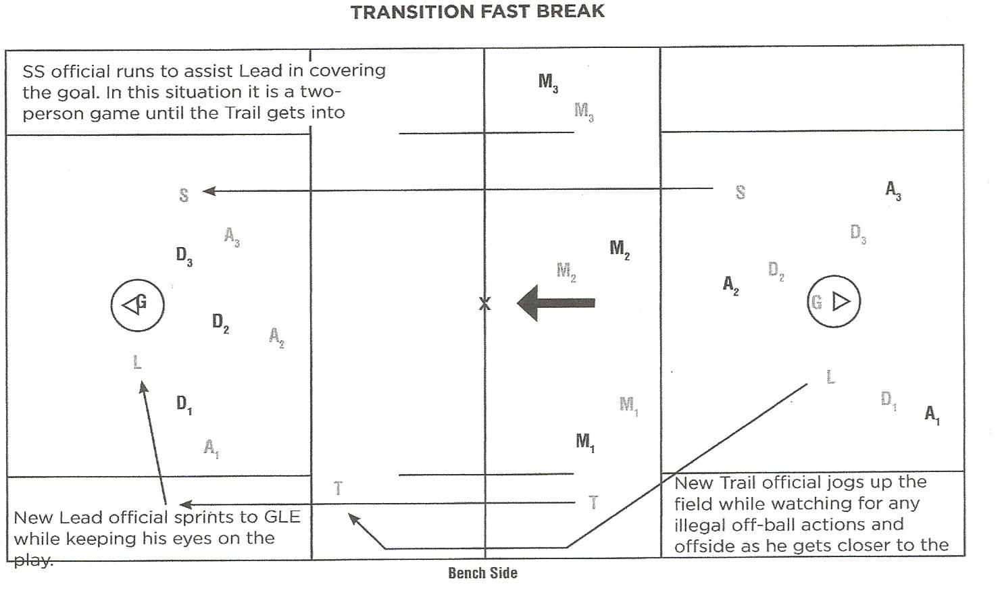 TRANSITION FAST BREAK
SS official runs to assist Lead in covering
the goal. In this situation it is a two-
person game until the Trail gets into
M3
M3
S
S
A3
A3
D3
D3
M2
M2
D2
A2
G
X
G
D2
A2
L
L
D1
M1
D1
A1
M1
A1
T
T
New Trail official jogs up the
field while watching for any
illegal off-ball actions and
offside as he gets closer to the
New Lead official sprints to GLE
while keeping his eyes on the
play.
Bench Side